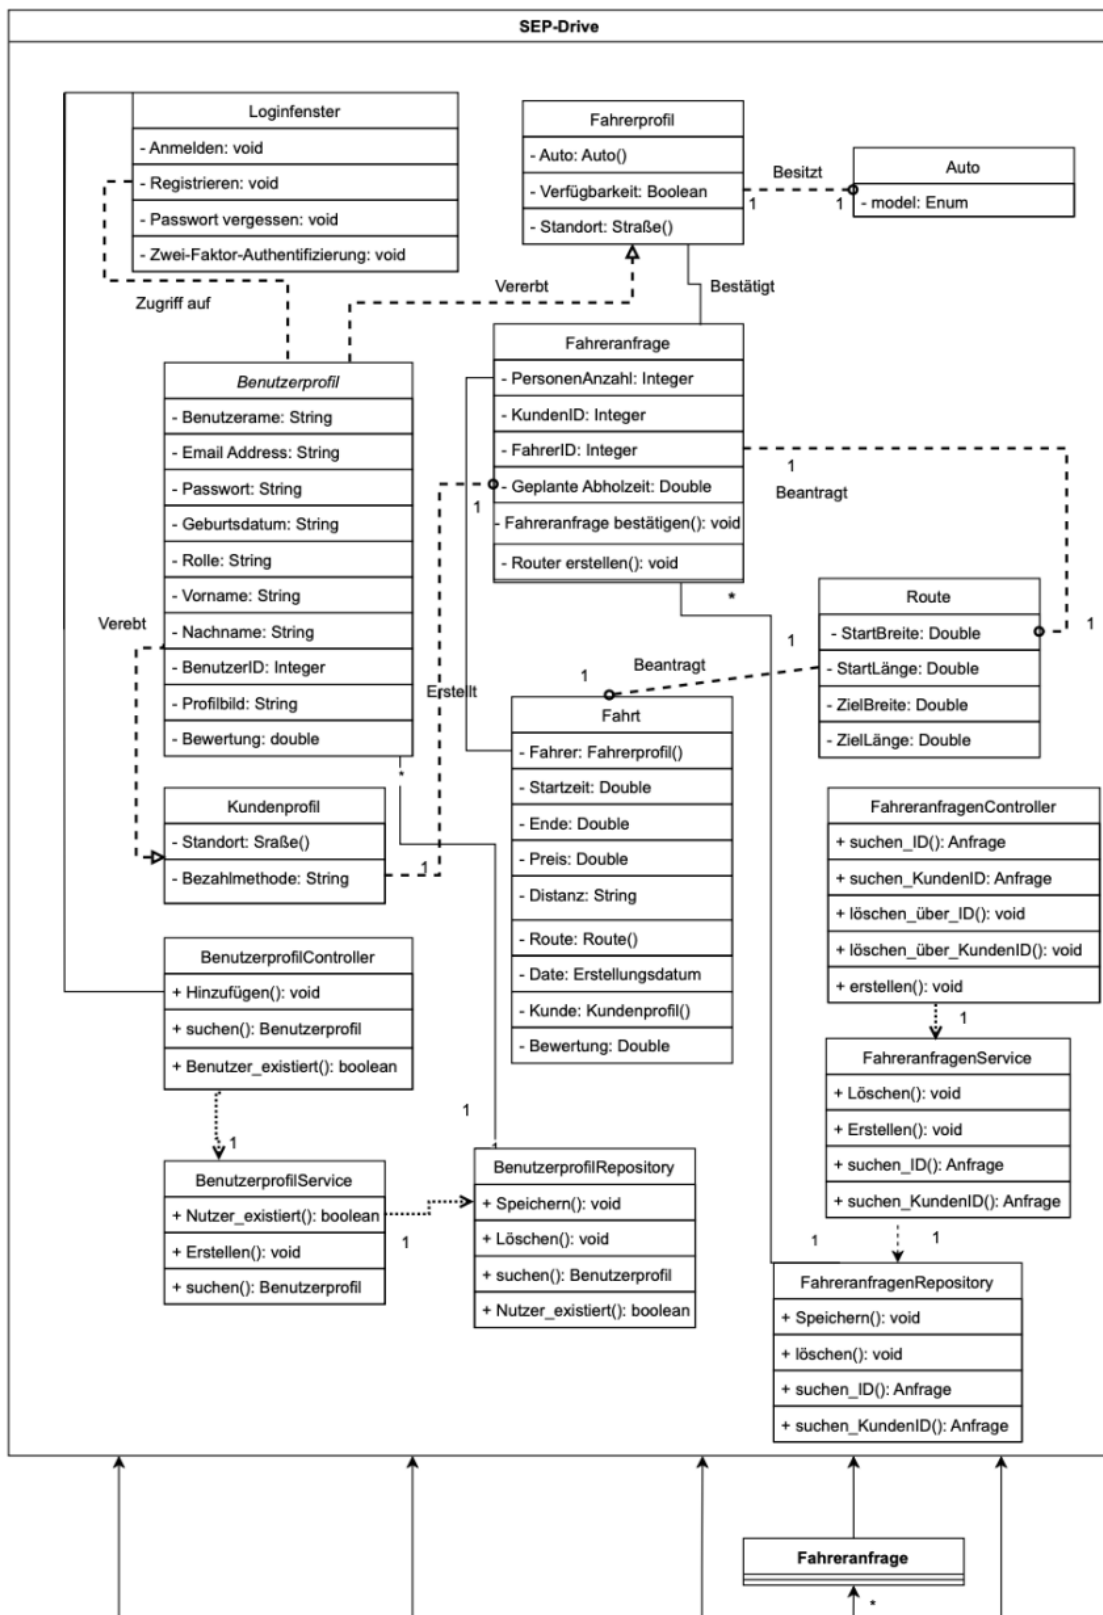 SEP-Drive
Loginfenster
- Anmelden: void
- Registrieren: void
- Passwort vergessen: void
- Zwei-Faktor-Authentifizierung: void
Zugriff auf
Fahrerprofil
- Auto: Auto()
- Verfügbarkeit: Boolean
- Standort: Straße()
Besitzt
1
1
Auto
- model: Enum
Vererbt
Bestätigt
Benutzerprofil
- Benutzerame: String
- Email Address: String
- Passwort: String
- Geburtsdatum: String
- Rolle: String
- Vorname: String
- Nachname: String
- BenutzerID: Integer
- Profilbild: String
- Bewertung: double
*
Verebt
Fahreranfrage
- PersonenAnzahl: Integer
- KundenID: Integer
- FahrerID: Integer
- Geplante Abholzeit: Double
- Fahreranfrage bestätigen(): void
- Router erstellen(): void
1
1
Beantragt
*
1
Route
- StartBreite: Double
- StartLänge: Double
- ZielBreite: Double
- ZielLänge: Double
1
Beantragt
1
Erstellt
Fahrt
- Fahrer: Fahrerprofil()
- Startzeit: Double
- Ende: Double
- Preis: Double
- Distanz: String
- Route: Route()
- Date: Erstellungsdatum
- Kunde: Kundenprofil()
- Bewertung: Double
Kundenprofil
- Standort: Sraße()
- Bezahlmethode: String
1
FahreranfragenController
+ suchen_ID(): Anfrage
+ suchen_KundenID: Anfrage
+ löschen_über_ID(): void
+ löschen_über_KundenID(): void
+ erstellen(): void
1
BenutzerprofilController
+ Hinzufügen(): void
+ suchen(): Benutzerprofil
+ Benutzer_existiert(): boolean
1
FahreranfragenService
+ Löschen(): void
+ Erstellen(): void
+ suchen_ID(): Anfrage
+ suchen_KundenID(): Anfrage
1
1
BenutzerprofilService
+ Nutzer_existiert(): boolean
+ Erstellen(): void
+ suchen(): Benutzerprofil
1
1
1
BenutzerprofilRepository
+ Speichern(): void
+ Löschen(): void
+ suchen(): Benutzerprofil
+ Nutzer_existiert(): boolean
FahreranfragenRepository
+ Speichern(): void
+ löschen(): void
+ suchen_ID(): Anfrage
+ suchen_KundenID(): Anfrage
Fahreranfrage
*